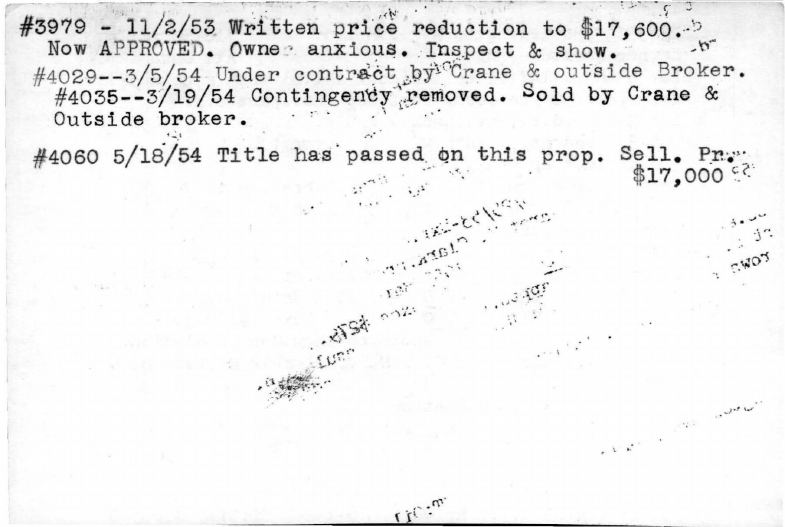 #3979 - 11/2/53 Written price reduction to $17,600.
Now APPROVED. Owner anxious. Inspect & show.
#4029--3/5/54 Under contract by Crane & outside Broker.
#4035--3/19/54 Contingency removed. Sold by Crane &
Outside broker.
#4060 5/18/54 Title has passed on this prop. Sell. Pr.
$17,000